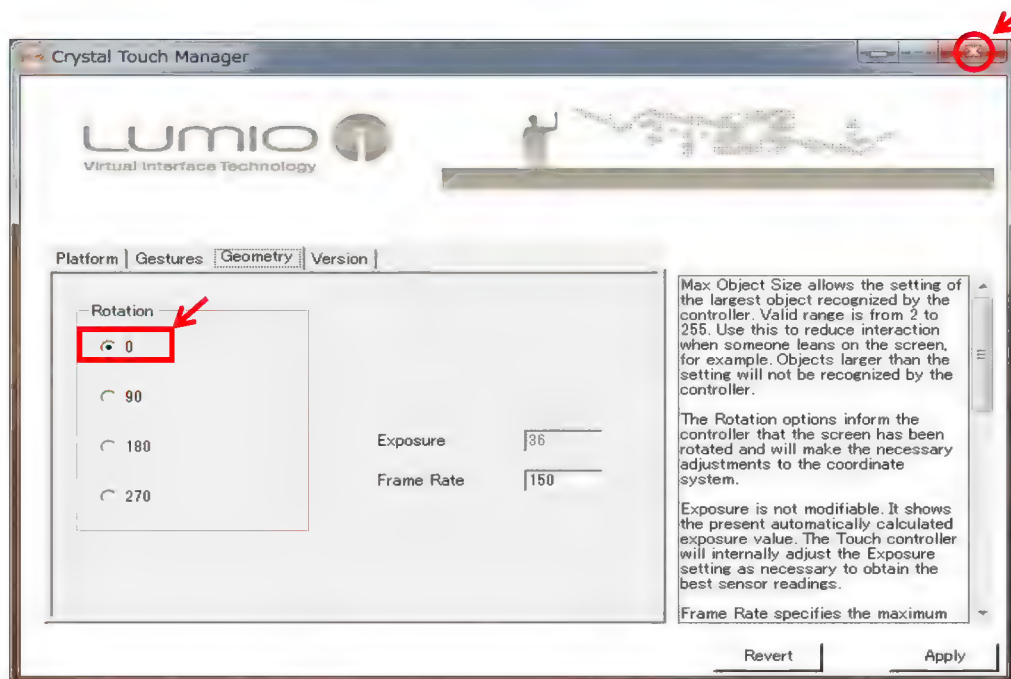 Crystal Touch Manager
LUMIO
Virtual Interface Technology
Platform Gestures Geometry Version
Rotation
0
90
180
270
Exposure 36
Frame Rate 150
Max Object Size allows the setting of
the largest object recognized by the
controller. Valid range is from 2 to
255. Use this to reduce interaction
when someone leans on the screen,
for example. Objects larger than the
setting will not be recognized by the
controller.
The Rotation options inform the
controller that the screen has been
rotated and will make the necessary
adjustments to the coordinate
system.
Exposure is not modifiable. It shows
the present automatically calculated
exposure value. The Touch controller
will internally adjust the Exposure
setting as necessary to obtain the
best sensor readings.
Frame Rate specifies the maximum
Revert Apply